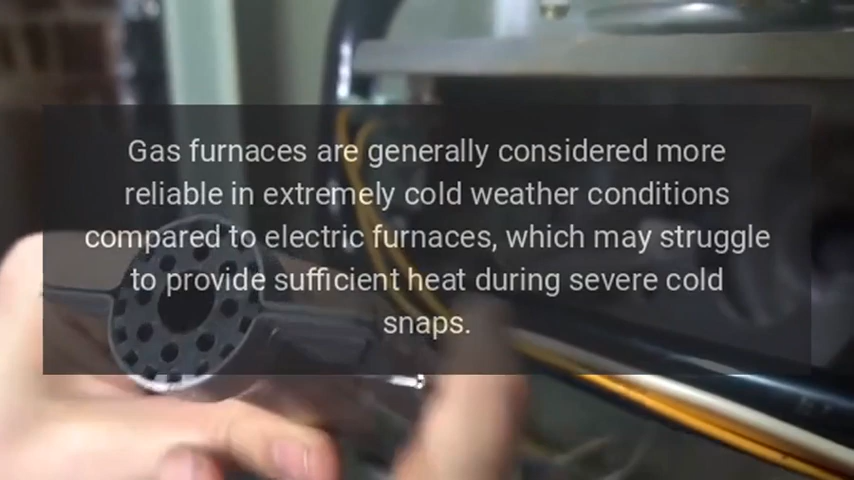 Gas furnaces are generally considered more
reliable in extremely cold weather conditions
compared to electric furnaces, which may struggle
to provide sufficient heat during severe cold
snaps.